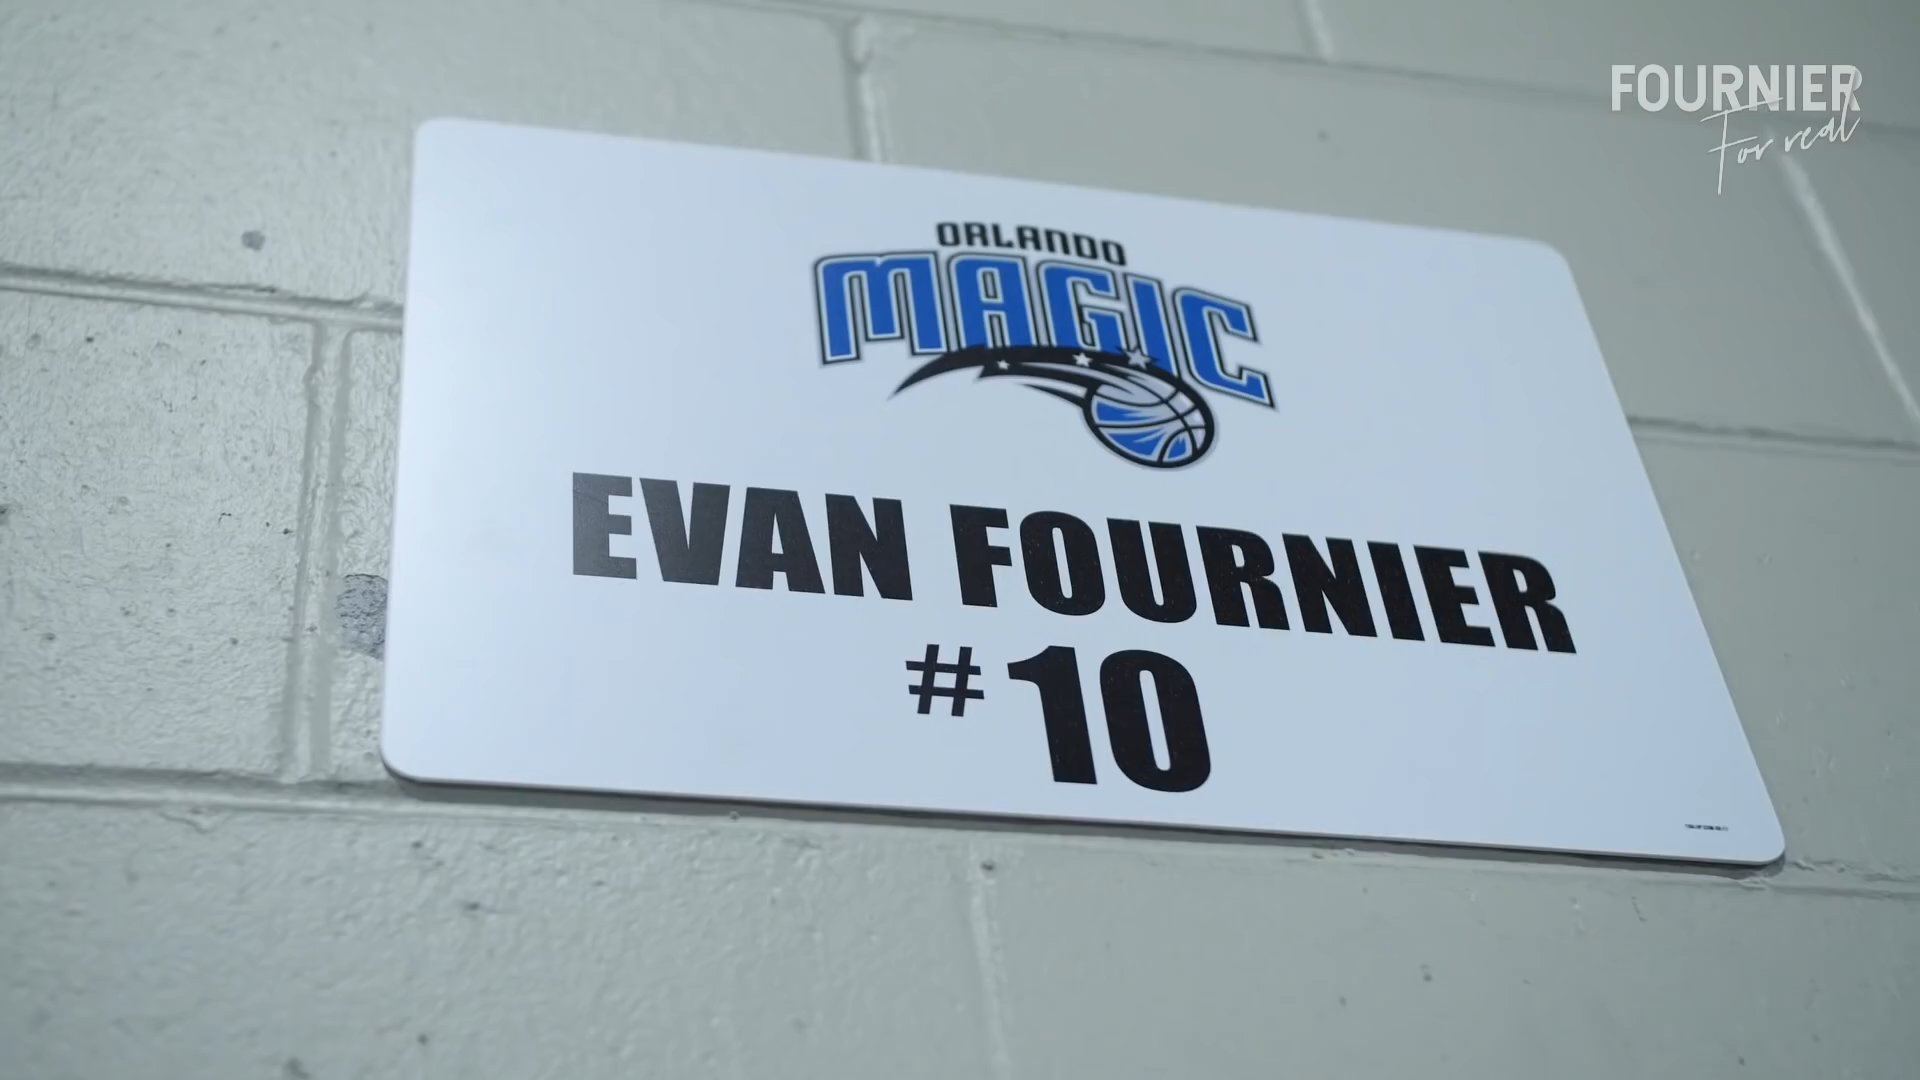 FOURNIER
For real
ORLANDO
MAGIC
EVAN FOURNIER
#10